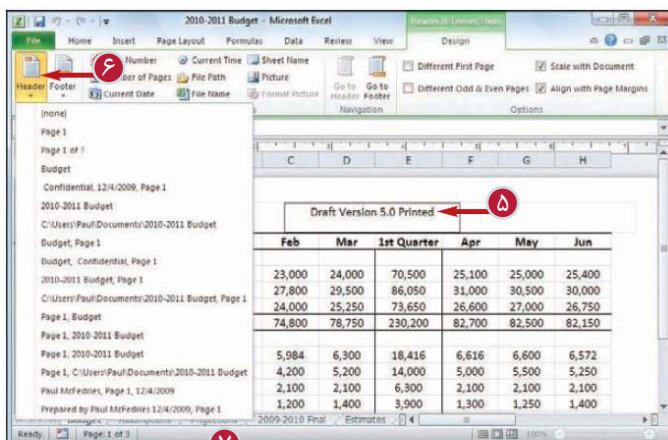 2010-2011 Budget - Microsoft Excel
File Home Insert Page Layout Formulas Data Review View Design
Number Current Time Sheet Name Different First Page Scale with Document
Header Footer of Pages File Path Picture Go to Header Go to Footer Different Odd & Even Pages Align with Page Margins
Current Date File Name Format Picture
Navigation Options
۶
(none)
Page 1
Page 1 of ?
Budget
Confidential, 12/4/2009, Page 1
2010-2011 Budget
C:\Users\Paul\Documents\2010-2011 Budget
Budget, Page 1
Budget, Confidential, Page 1
2010-2011 Budget, Page 1
C:\Users\Paul\Documents\2010-2011 Budget, Page 1
Page 1, Budget
Page 1, 2010-2011 Budget
Page 1, 2010-2011 Budget
Page 1, C:\Users\Paul\Documents\2010-2011 Budget
Paul McFedries, Page 1, 12/4/2009
Prepared by Paul McFedries 12/4/2009, Page 1
C D E F G H
Draft Version 5.0 Printed
۵
Feb Mar 1st Quarter Apr May Jun
23,000 24,000 70,500 25,100 25,000 25,400
27,800 29,500 86,050 31,000 30,500 30,000
24,000 25,250 73,650 26,600 27,000 26,750
74,800 78,750 230,200 82,700 82,500 82,150
5,984 6,300 18,416 6,616 6,600 6,572
4,200 5,200 14,000 5,000 5,500 5,250
2,100 2,100 6,300 2,100 2,100 2,100
1,200 1,400 3,900 1,300 1,250 1,400
2009-2010 Final Estimates
Ready Page: 1 of 3 100%